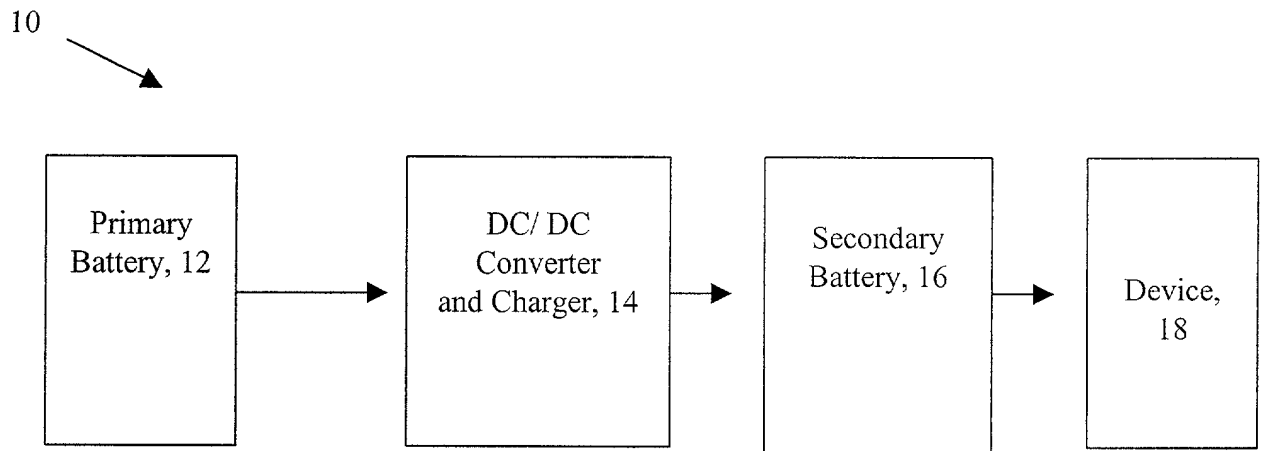 10
Primary
Battery, 12
DC/ DC
Converter
and Charger, 14
Secondary
Battery, 16
Device,
18